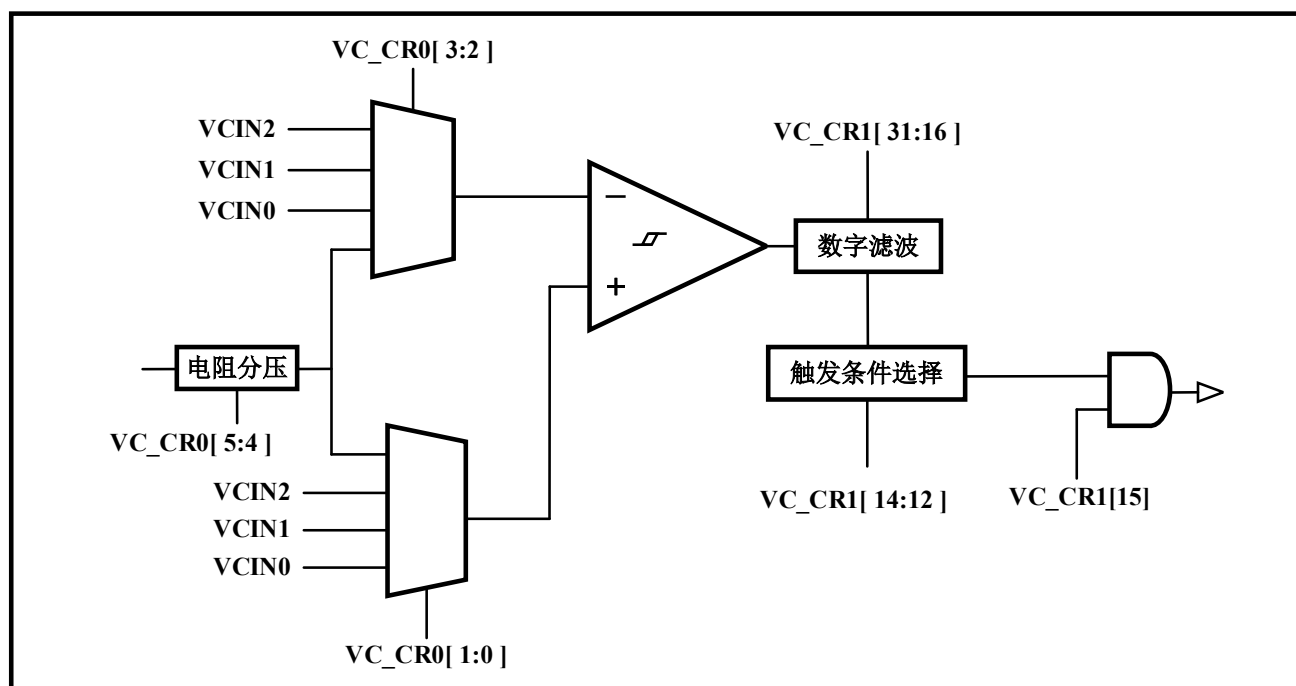 VC_CR0[ 3:2 ]
VCIN2
VCIN1
VCIN0
VC_CR1[ 31:16 ]
−
+
数字滤波
电阻分压
触发条件选择
VC_CR0[ 5:4 ]
VCIN2
VCIN1
VCIN0
VC_CR1[ 14:12 ]
VC_CR1[15]
VC_CR0[ 1:0 ]